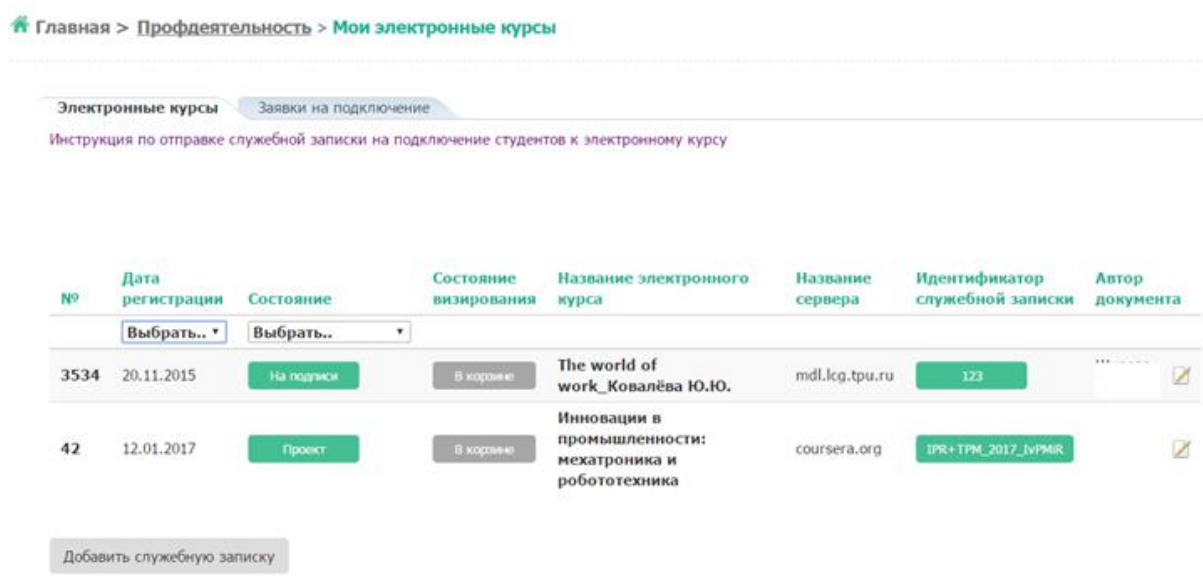 Главная > Профдеятельность > Мои электронные курсы
Электронные курсы Заявки на подключение
Инструкция по отправке служебной записки на подключение студентов к электронному курсу
№ Дата регистрации Состояние Состояние визирования Название электронного курса Название сервера Идентификатор служебной записки Автор документа
Выбрать.. Выбрать..
3534 20.11.2015 На подписи В корзине The world of work_Ковалёва Ю.Ю. mdl.lcg.tpu.ru 123
42 12.01.2017 Проект В корзине Инновации в промышленности: мехатроника и робототехника coursera.org IPR+TPM_2017_IvPMiR
Добавить служебную записку